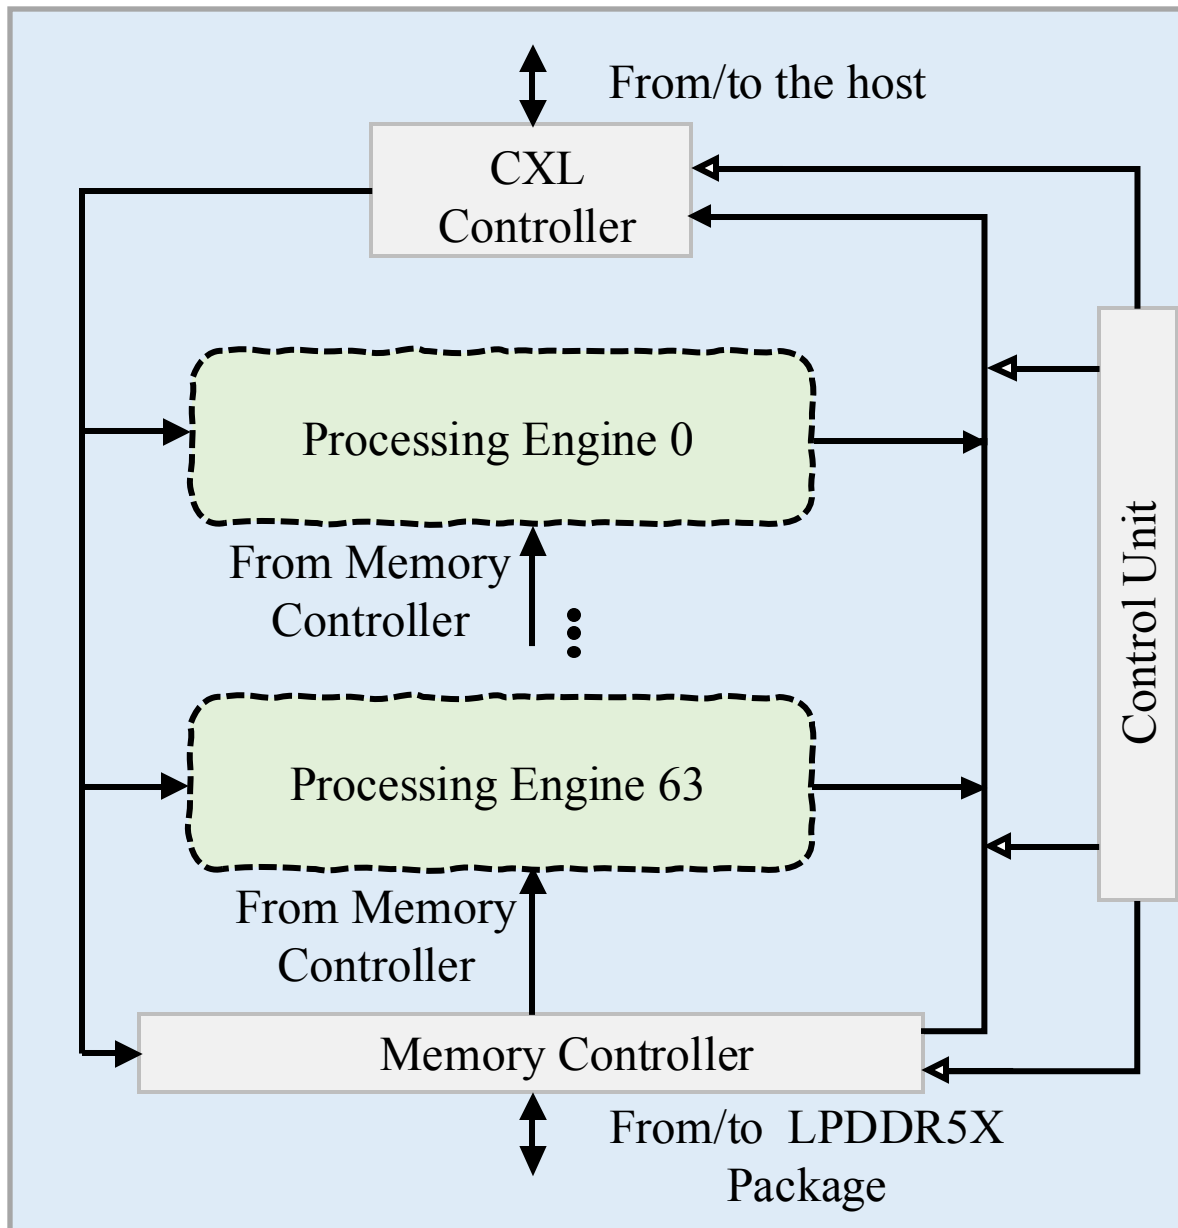 From/to the host
CXL
Controller
Processing Engine 0
From Memory
Controller
Control Unit
Processing Engine 63
From Memory
Controller
Memory Controller
From/to LPDDR5X
Package